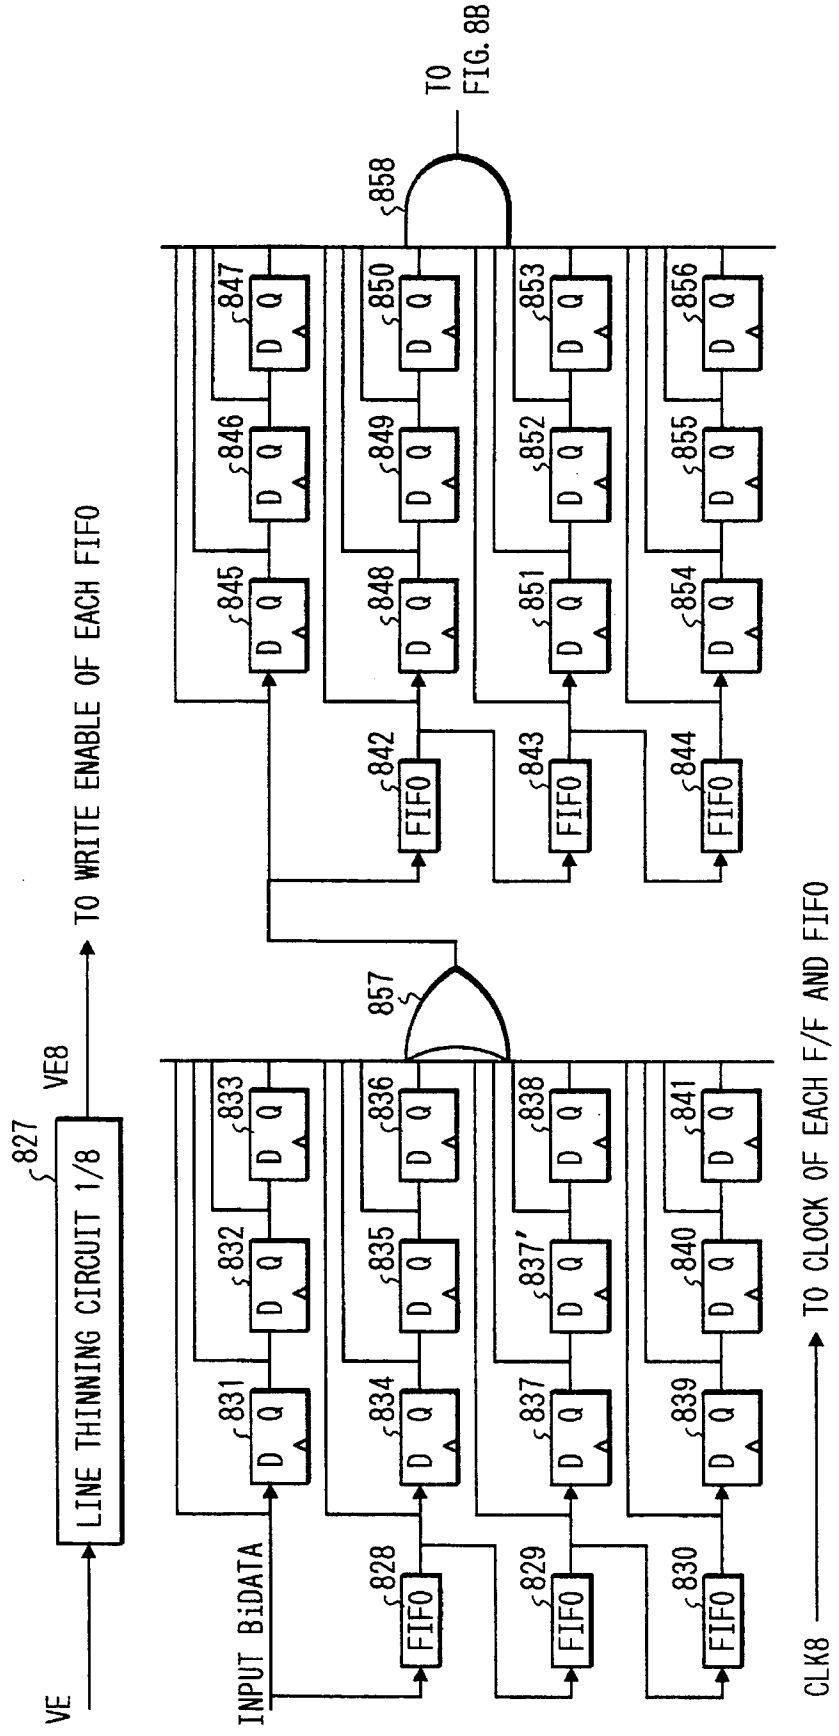 VE
827
LINE THINNING CIRCUIT 1/8
VE8
TO WRITE ENABLE OF EACH FIFO
INPUT BiDATA
831
D Q
832
D Q
833
D Q
828
FIFO
834
D Q
835
D Q
836
D Q
829
FIFO
837
D Q
837'
D Q
838
D Q
830
FIFO
839
D Q
840
D Q
841
D Q
857
845
D Q
846
D Q
847
D Q
842
FIFO
848
D Q
849
D Q
850
D Q
843
FIFO
851
D Q
852
D Q
853
D Q
844
FIFO
854
D Q
855
D Q
856
D Q
858
TO
FIG. 8B
CLK8
TO CLOCK OF EACH F/F AND FIFO